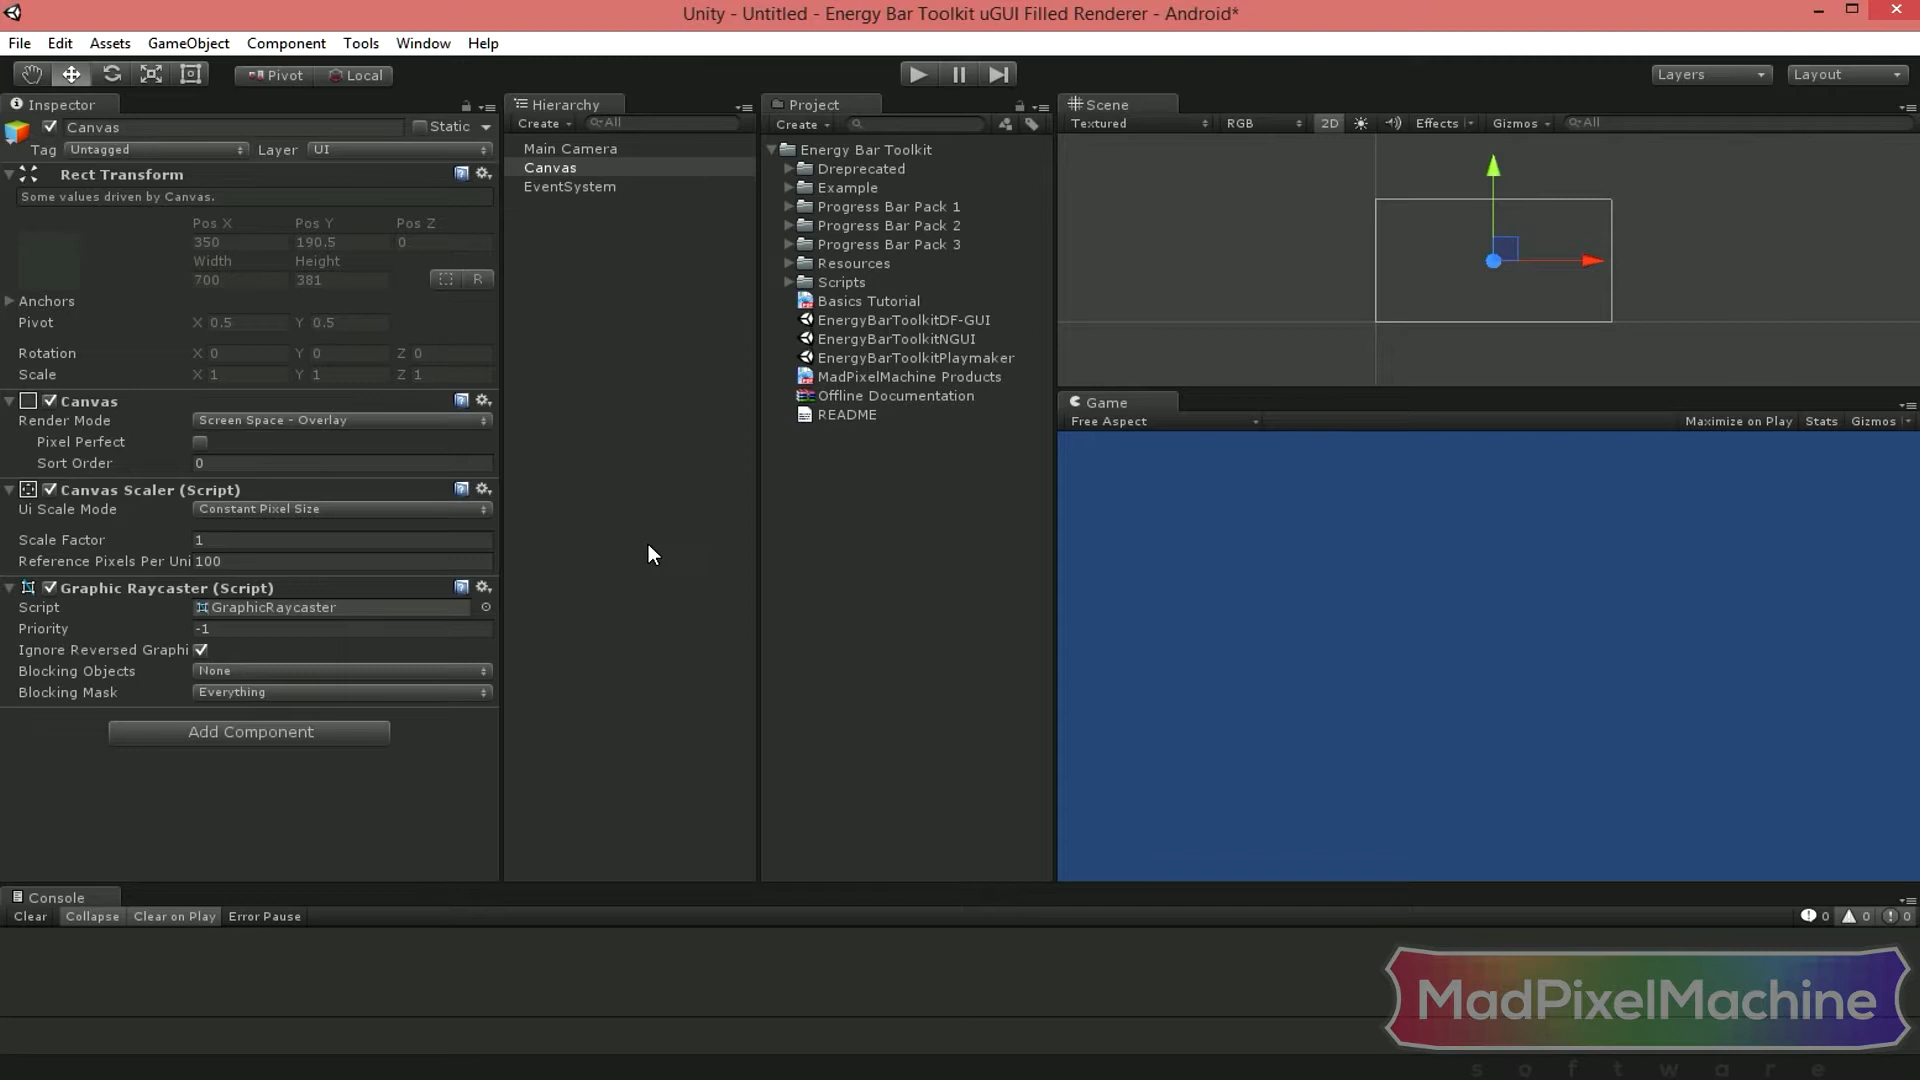 Unity - Untitled - Energy Bar Toolkit uGUI Filled Renderer - Android*
File Edit Assets GameObject Component Tools Window Help
Pivot Local Layers Layout
Inspector
Canvas Static
Tag Untagged Layer UI
Rect Transform
Some values driven by Canvas.
Pos X Pos Y Pos Z
350 190.5 0
Width Height
700 381 R
Anchors
Pivot X 0.5 Y 0.5
Rotation X 0 Y 0 Z 0
Scale X 1 Y 1 Z 1
Canvas
Render Mode Screen Space - Overlay
Pixel Perfect
Sort Order 0
Canvas Scaler (Script)
Ui Scale Mode Constant Pixel Size
Scale Factor 1
Reference Pixels Per Uni 100
Graphic Raycaster (Script)
Script GraphicRaycaster
Priority -1
Ignore Reversed Graphi
Blocking Objects None
Blocking Mask Everything
Add Component
Hierarchy
Create All
Main Camera
Canvas
EventSystem
Project
Create
Energy Bar Toolkit
Dreprecated
Example
Progress Bar Pack 1
Progress Bar Pack 2
Progress Bar Pack 3
Resources
Scripts
Basics Tutorial
EnergyBarToolkitDF-GUI
EnergyBarToolkitNGUI
EnergyBarToolkitPlaymaker
MadPixelMachine Products
Offline Documentation
README
Scene
Textured RGB 2D Effects Gizmos All
Game
Free Aspect Maximize on Play Stats Gizmos
Console
Clear Collapse Clear on Play Error Pause 0 0 0
MadPixelMachine
software